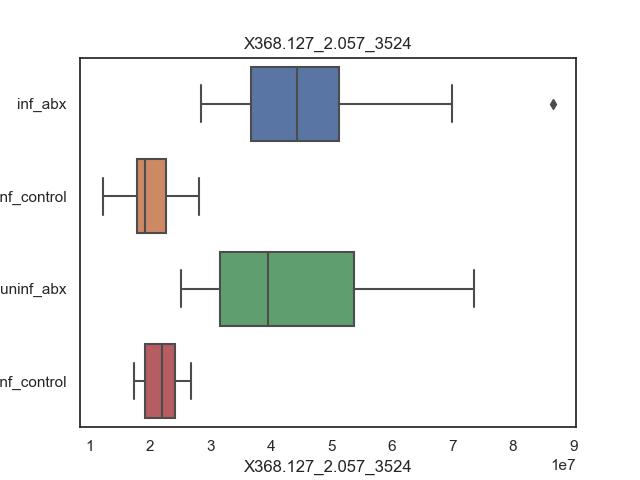 X368.127_2.057_3524
inf_abx
nf_control
uninf_abx
nf_control
1 2 3 4 5 6 7 8 9
1e7
X368.127_2.057_3524